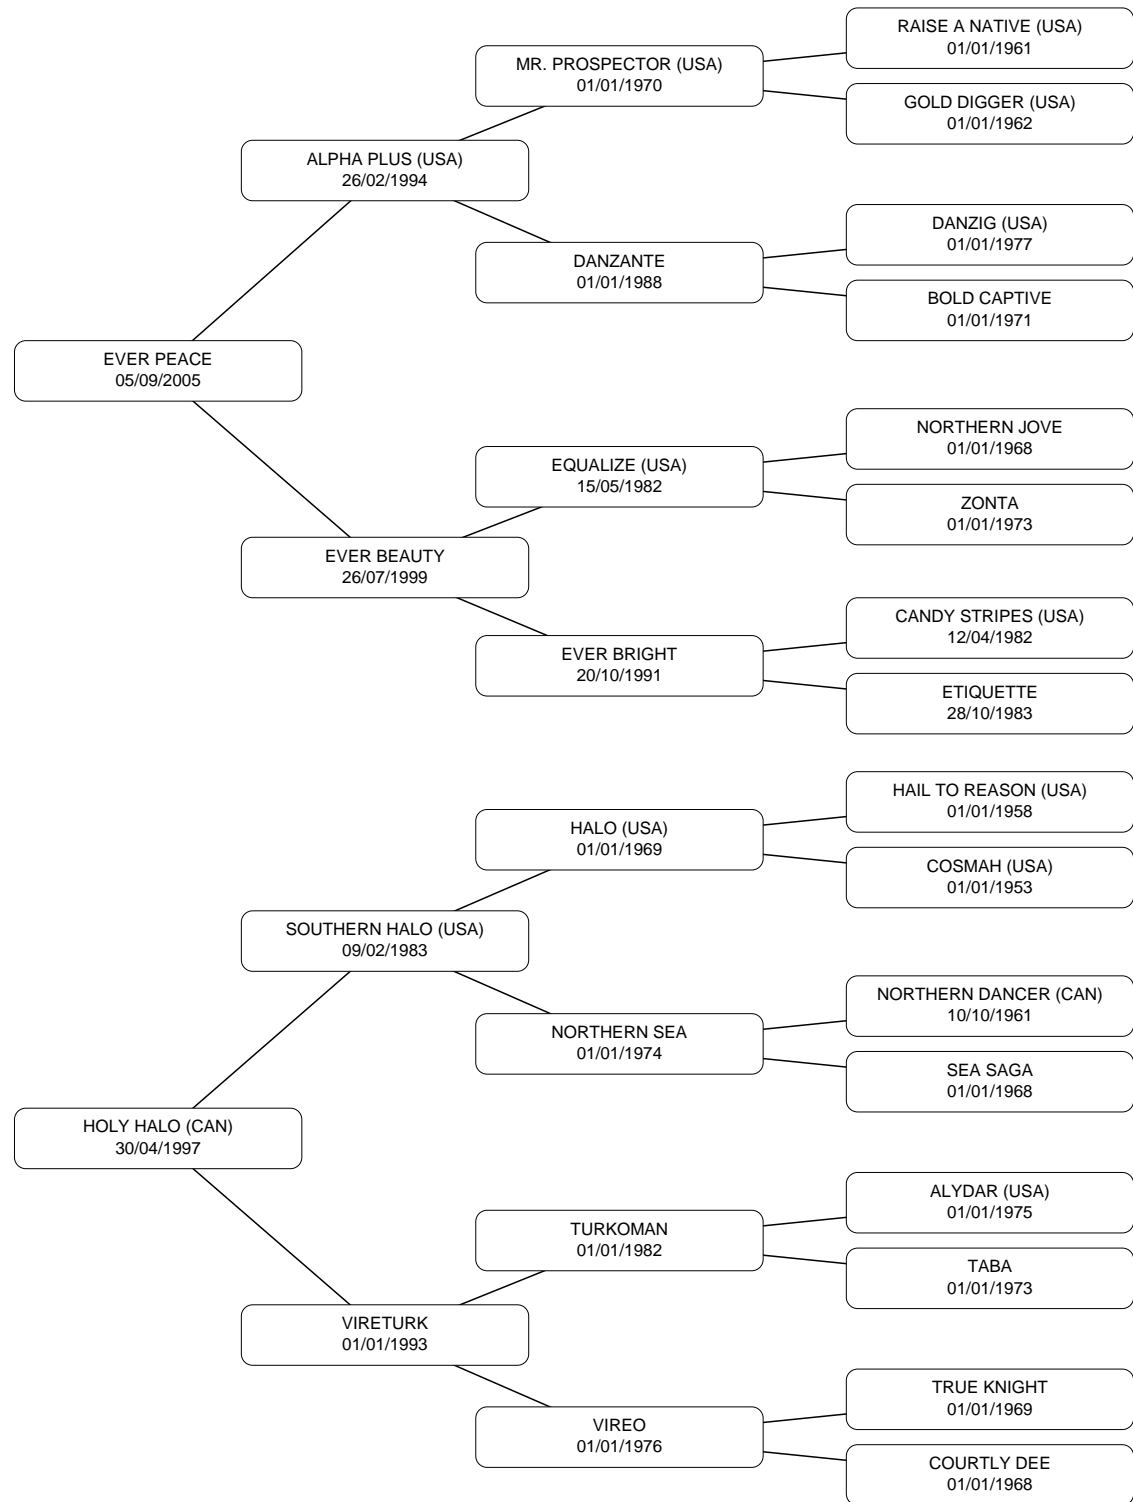 RAISE A NATIVE (USA)
01/01/1961
MR. PROSPECTOR (USA)
01/01/1970
GOLD DIGGER (USA)
01/01/1962
ALPHA PLUS (USA)
26/02/1994
DANZIG (USA)
01/01/1977
DANZANTE
01/01/1988
BOLD CAPTIVE
01/01/1971
EVER PEACE
05/09/2005
NORTHERN JOVE
01/01/1968
EQUALIZE (USA)
15/05/1982
ZONTA
01/01/1973
EVER BEAUTY
26/07/1999
CANDY STRIPES (USA)
12/04/1982
EVER BRIGHT
20/10/1991
ETIQUETTE
28/10/1983
HAIL TO REASON (USA)
01/01/1958
HALO (USA)
01/01/1969
COSMAH (USA)
01/01/1953
SOUTHERN HALO (USA)
09/02/1983
NORTHERN DANCER (CAN)
10/10/1961
NORTHERN SEA
01/01/1974
SEA SAGA
01/01/1968
HOLY HALO (CAN)
30/04/1997
ALYDAR (USA)
01/01/1975
TURKOMAN
01/01/1982
TABA
01/01/1973
VIRETURK
01/01/1993
TRUE KNIGHT
01/01/1969
VIREO
01/01/1976
COURTLY DEE
01/01/1968